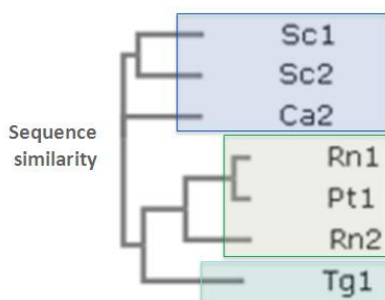 Sc1
Sc2
Ca2
Sequence
similarity
Rn1
Pt1
Rn2
Tg1